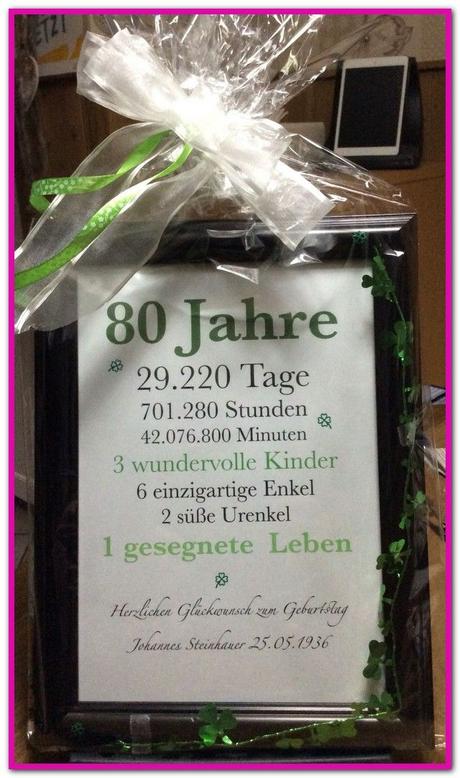 ETZT
80 Jahre
29.220 Tage
701.280 Stunden
42.076.800 Minuten
3 wundervolle Kinder
6 einzigartige Enkel
2 süße Urenkel
1 gesegnete Leben
Herzlichen Glückwunsch zum Geburtstag
Johannes Steinhauer 25.05.1936